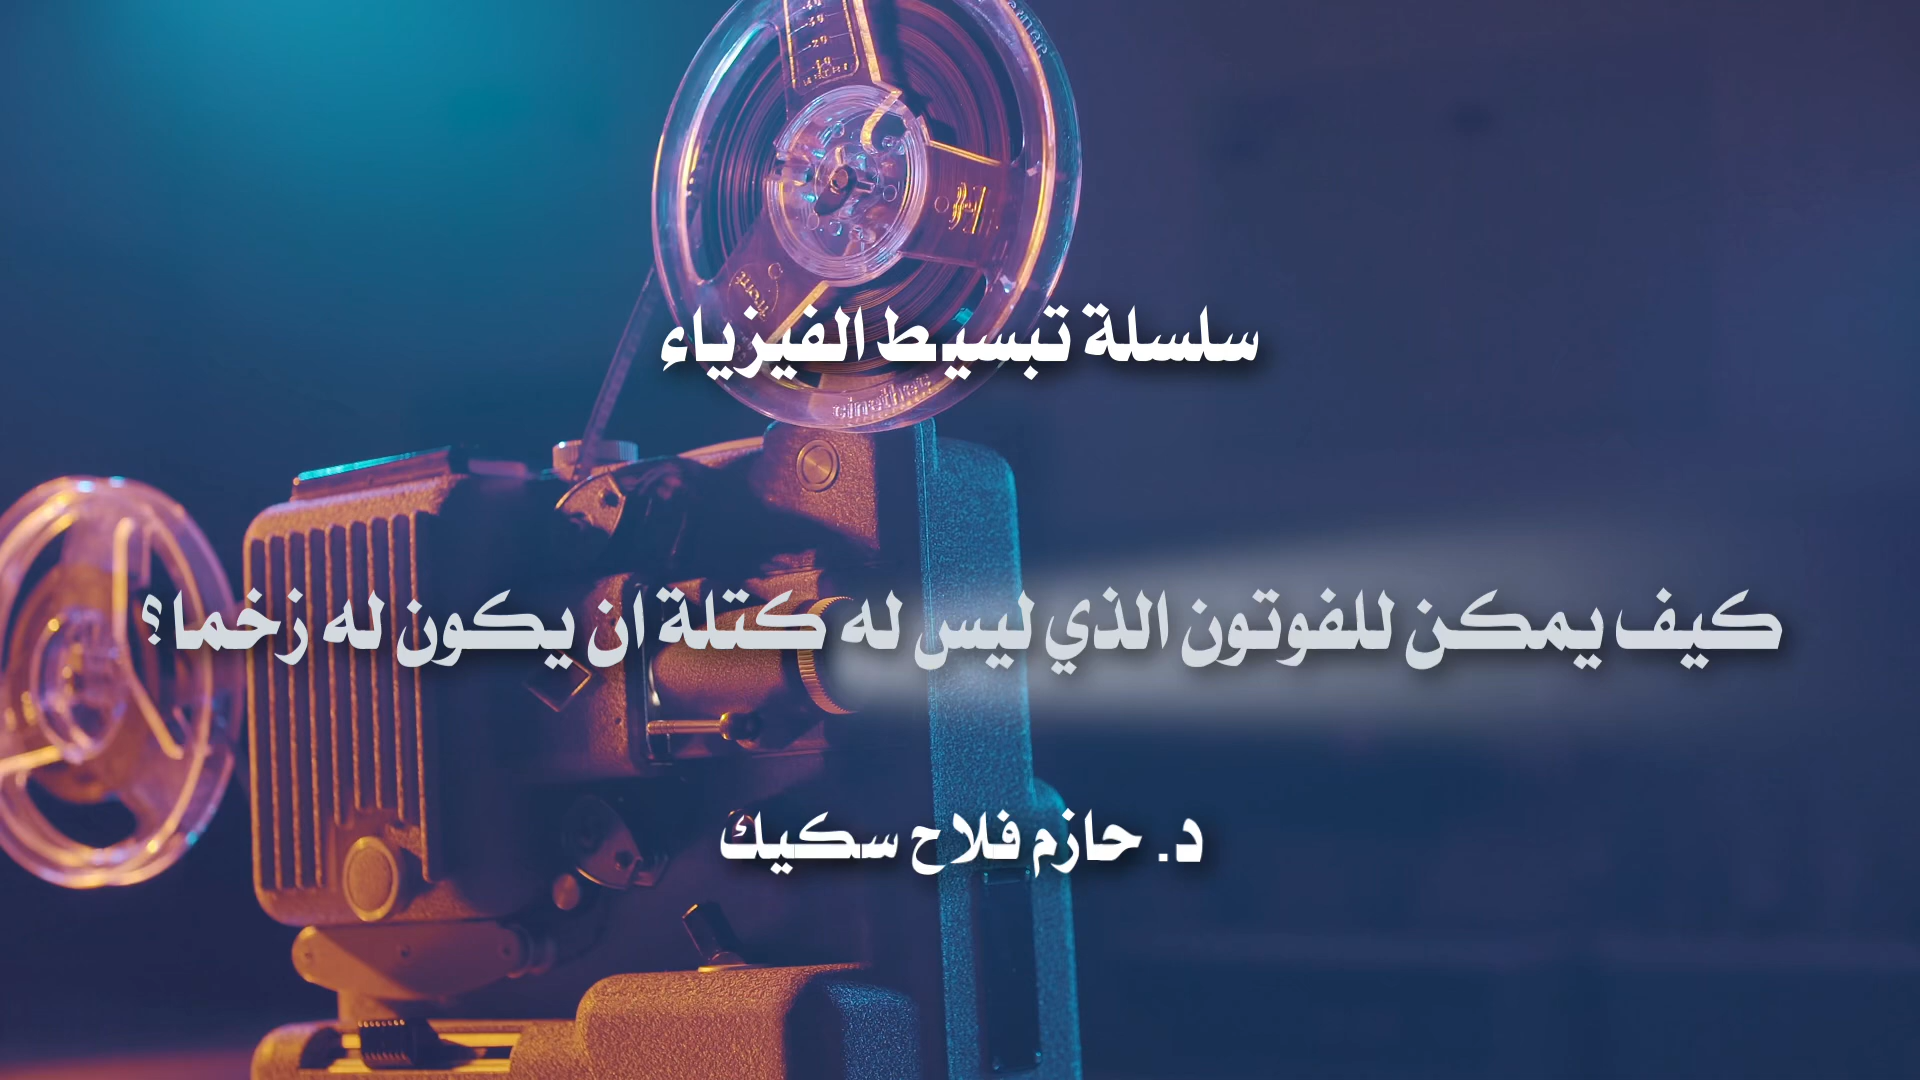 سلسلة تبسيط الفيزياء
كيف يمكن للفوتون الذي ليس له كتلة ان يكون له زخما؟
د. حازم فلاح سكيك